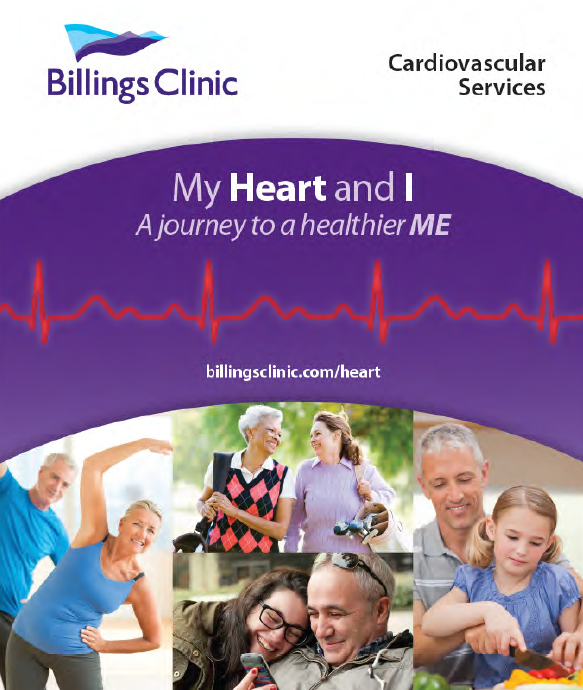 Billings Clinic
Cardiovascular
Services
My Heart and I
A journey to a healthier ME
billingsclinic.com/heart